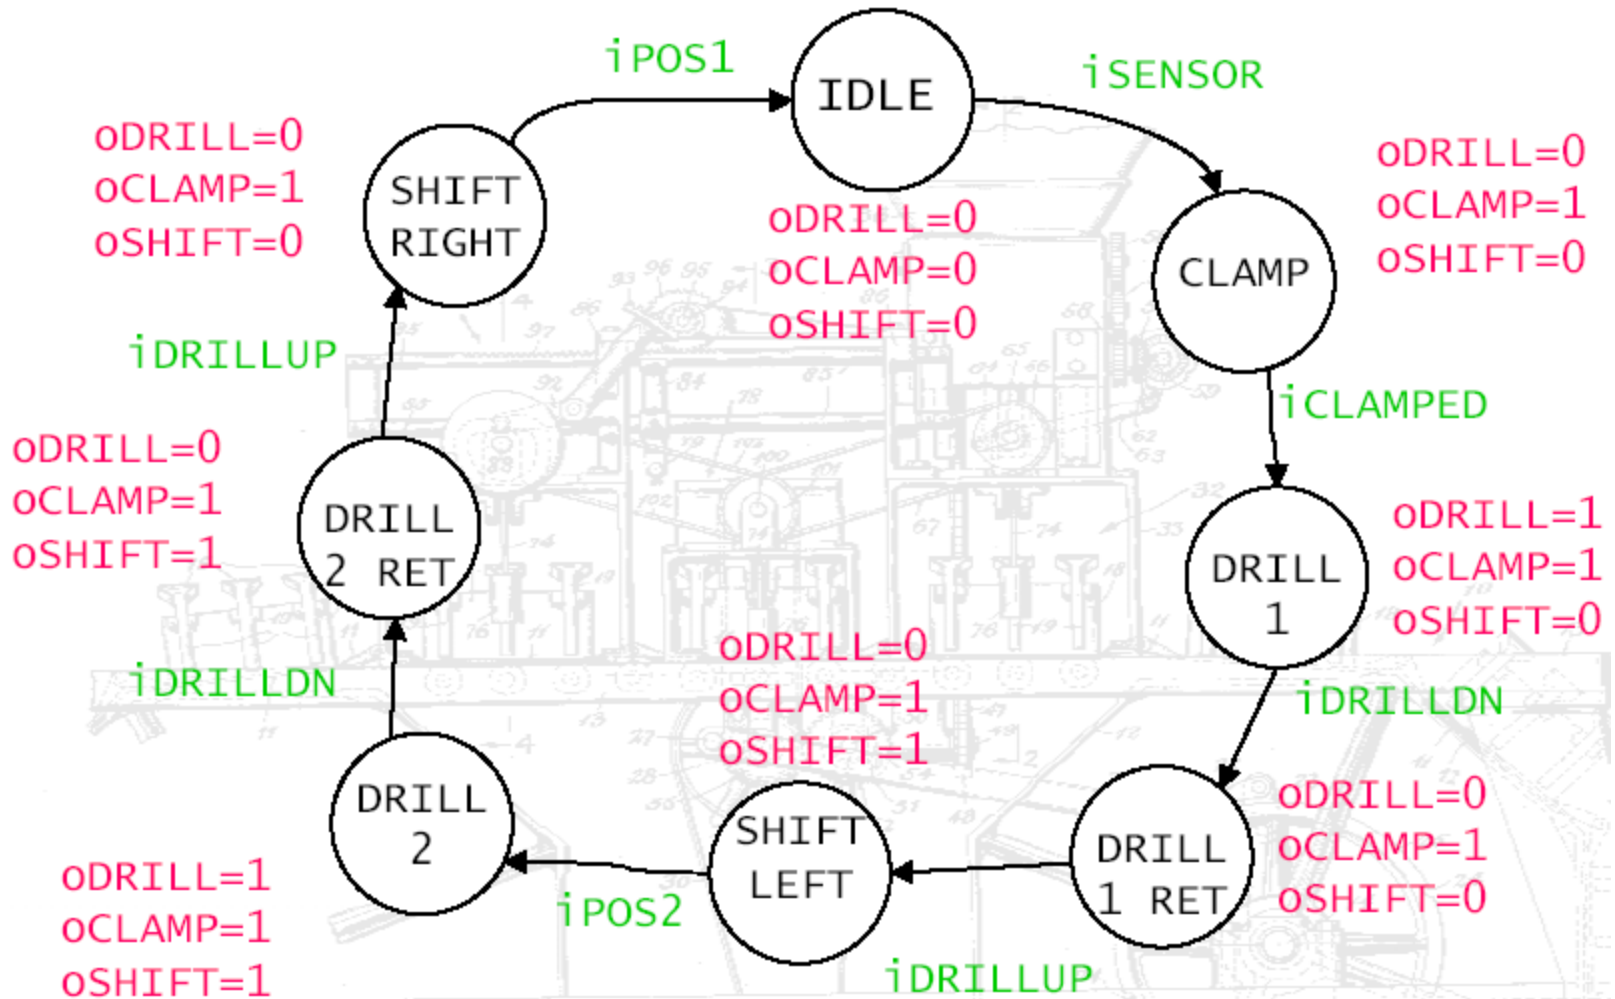 iPOS1
IDLE
iSENSOR
oDRILL=0
oCLAMP=1
oSHIFT=0
SHIFT
RIGHT
oDRILL=0
oCLAMP=0
oSHIFT=0
oDRILL=0
oCLAMP=1
oSHIFT=0
CLAMP
iDRILLUP
iCLAMPED
oDRILL=0
oCLAMP=1
oSHIFT=1
DRILL
2 RET
DRILL
1
oDRILL=1
oCLAMP=1
oSHIFT=0
iDRILLDN
oDRILL=0
oCLAMP=1
oSHIFT=1
iDRILLDN
DRILL
2
oDRILL=1
oCLAMP=1
oSHIFT=1
iPOS2
SHIFT
LEFT
iDRILLUP
DRILL
1 RET
oDRILL=0
oCLAMP=1
oSHIFT=0